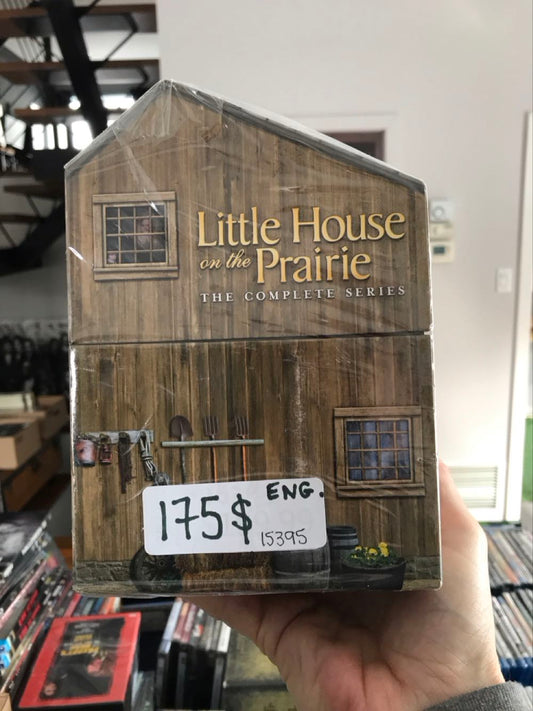 Little House
on the Prairie
THE COMPLETE SERIES
175$ ENG.
15395